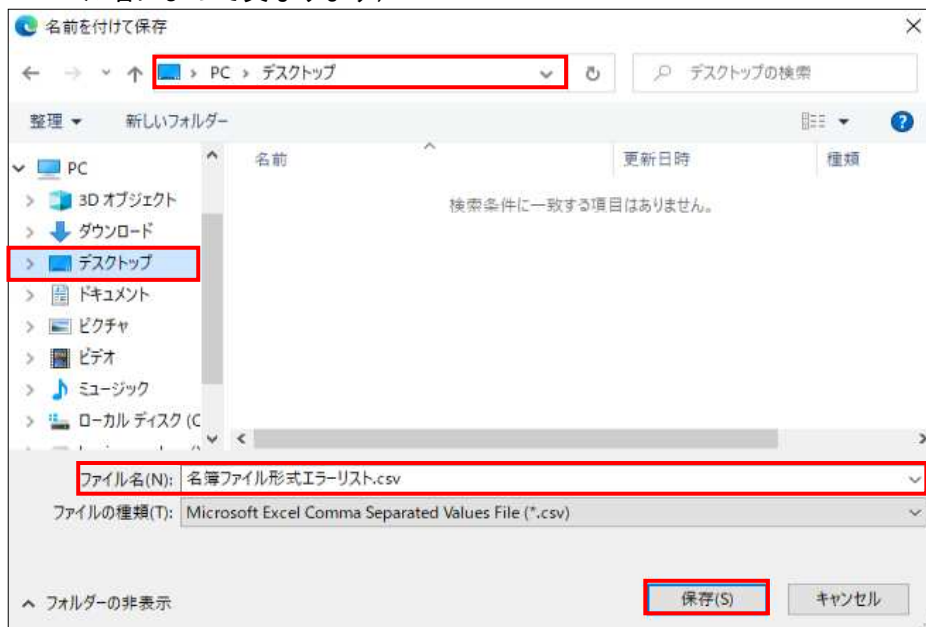 名前を付けて保存
PC › デスクトップ
デスクトップの検索
整理 新しいフォルダー
名前 更新日時 種類
検索条件に一致する項目はありません。
PC
3D オブジェクト
ダウンロード
デスクトップ
ドキュメント
ピクチャ
ビデオ
ミュージック
ローカル ディスク (C
ファイル名(N): 名簿ファイル形式エラーリスト.csv
ファイルの種類(T): Microsoft Excel Comma Separated Values File (*.csv)
フォルダーの非表示 保存(S) キャンセル